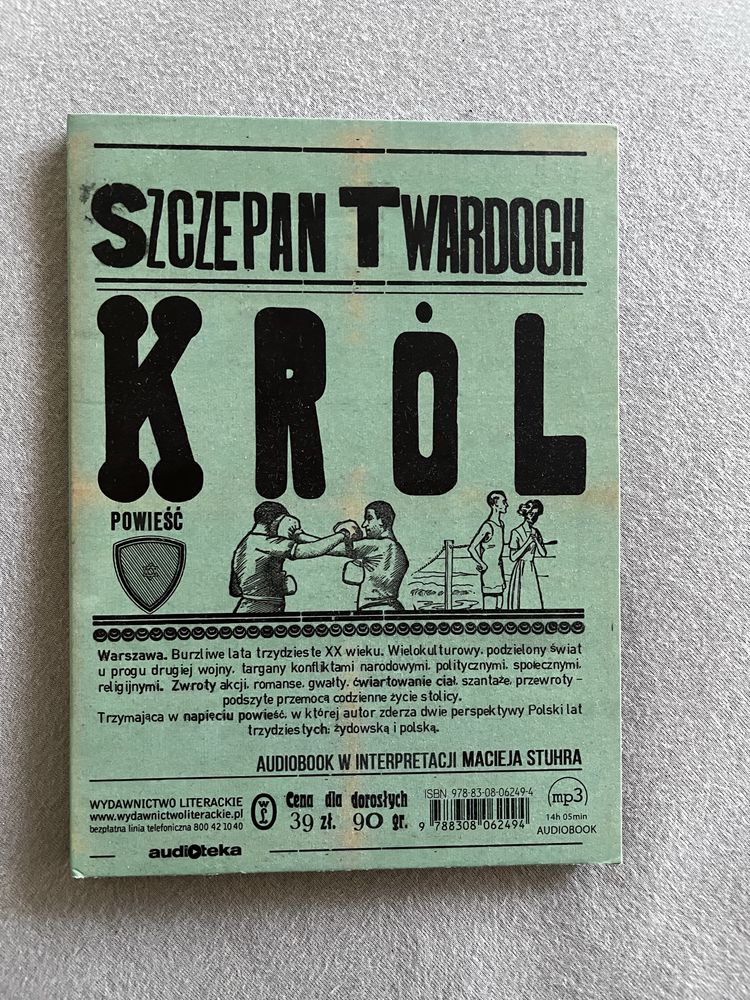 SZCZEPAN TWARDOCH
KRÓL
POWIEŚĆ
Warszawa. Burzliwe lata trzydzieste XX wieku. Wielokulturowy, podzielony świat
u progu drugiej wojny, targany konfliktami narodowymi, politycznymi, społecznymi,
religijnymi. Zwroty akcji, romanse, gwałty, ćwiartowanie ciał, szantaże, przewroty –
podszyte przemocą codzienne życie stolicy.
Trzymająca w napięciu powieść, w której autor zderza dwie perspektywy Polski lat
trzydziestych: żydowską i polską.
AUDIOBOOK W INTERPRETACJI MACIEJA STUHRA
WYDAWNICTWO LITERACKIE
www.wydawnictwoliterackie.pl
bezpłatna linia telefoniczna 800 42 10 40
audioteka
Cena dla dorosłych
39 zł. 90 gr.
ISBN 978-83-08-06249-4
9 788308 062494
mp3
14h 05min
AUDIOBOOK